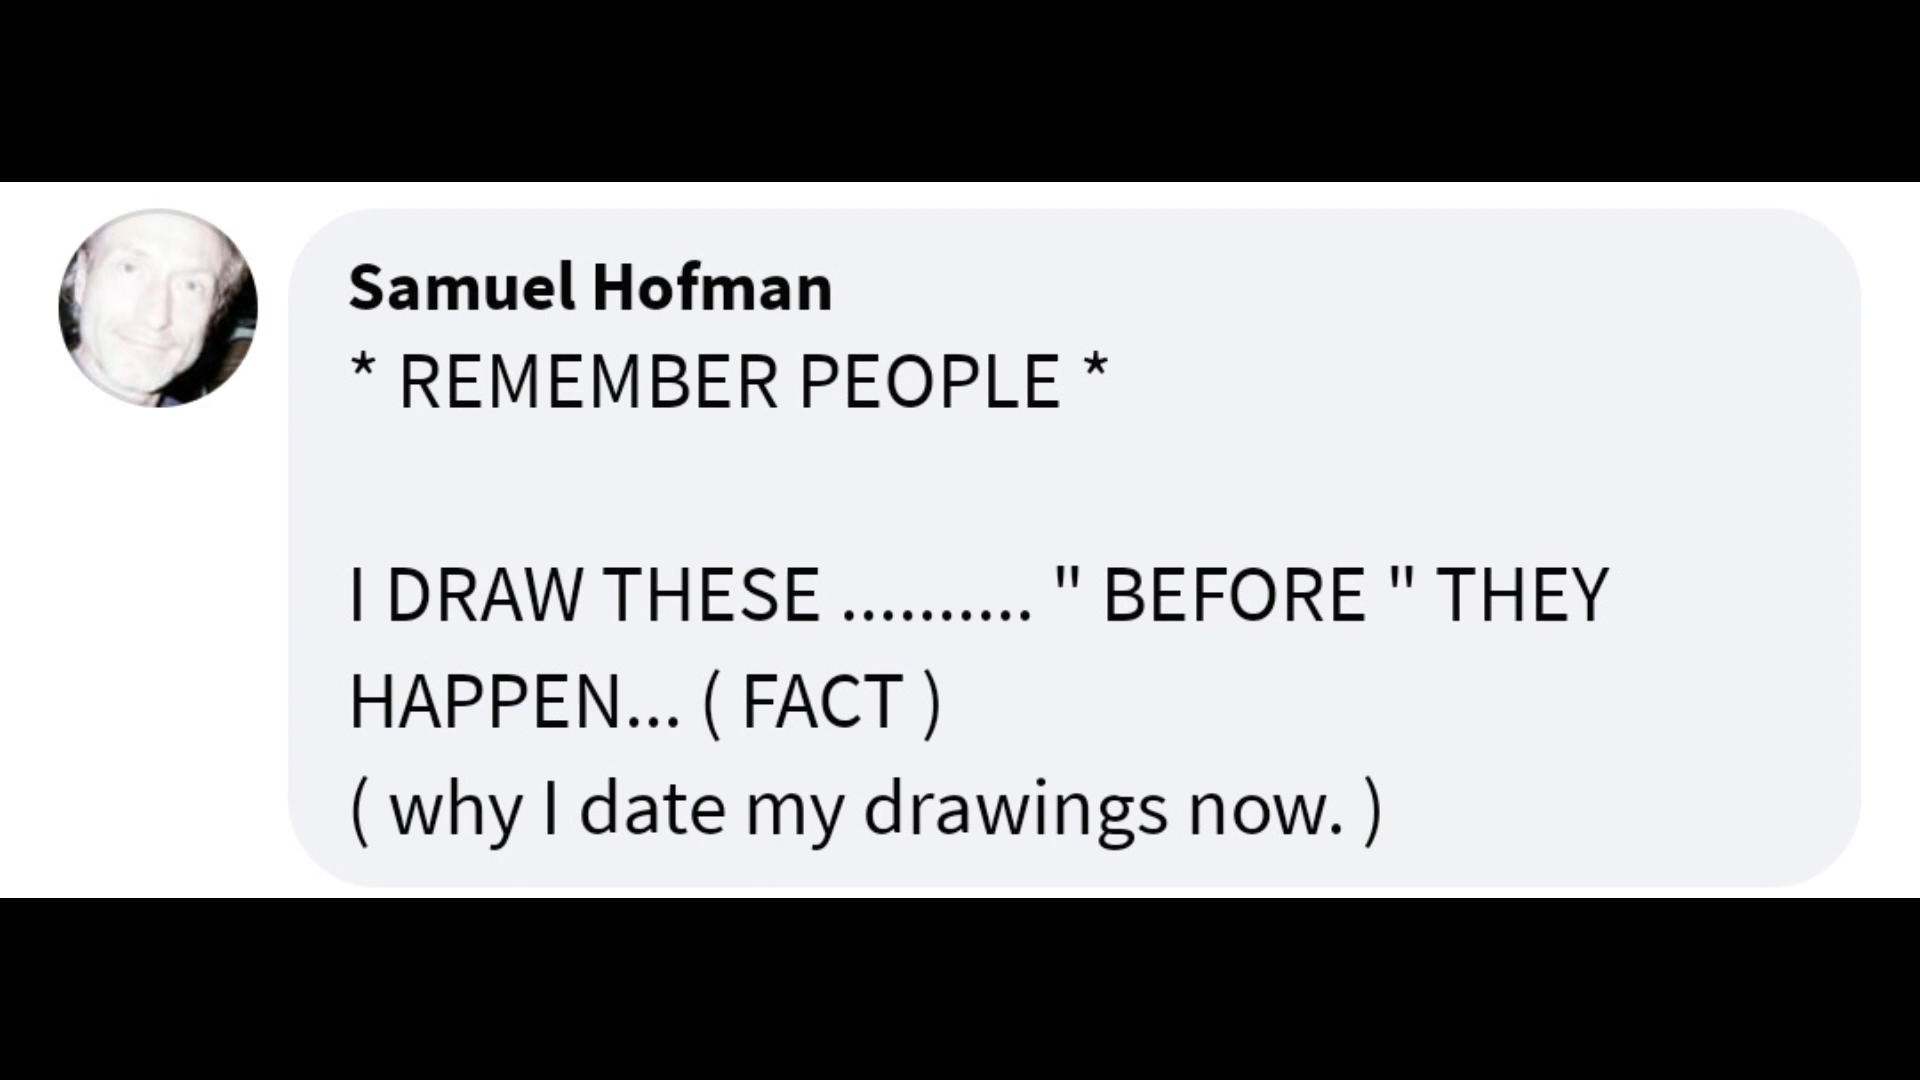 Samuel Hofman
* REMEMBER PEOPLE *
I DRAW THESE .......... " BEFORE " THEY
HAPPEN... ( FACT )
( why I date my drawings now. )